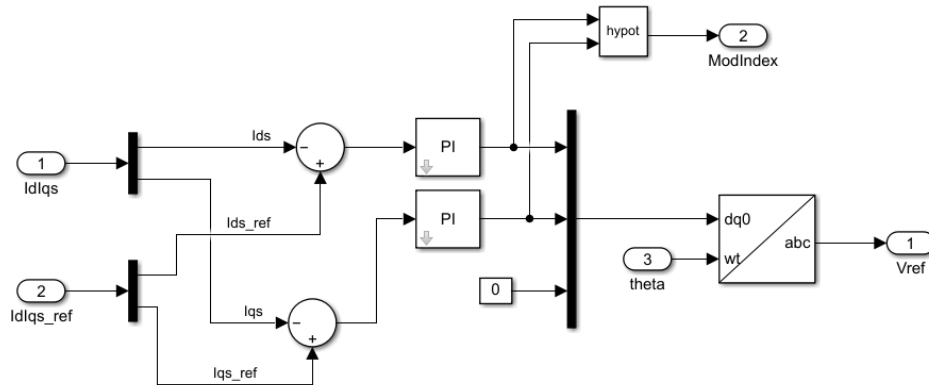 hypot
2
ModIndex
Ids
−
+
PI
1
IdIqs
PI
Ids_ref
dq0
abc
1
Vref
wt
3
theta
2
IdIqs_ref
0
Iqs
−
+
Iqs_ref